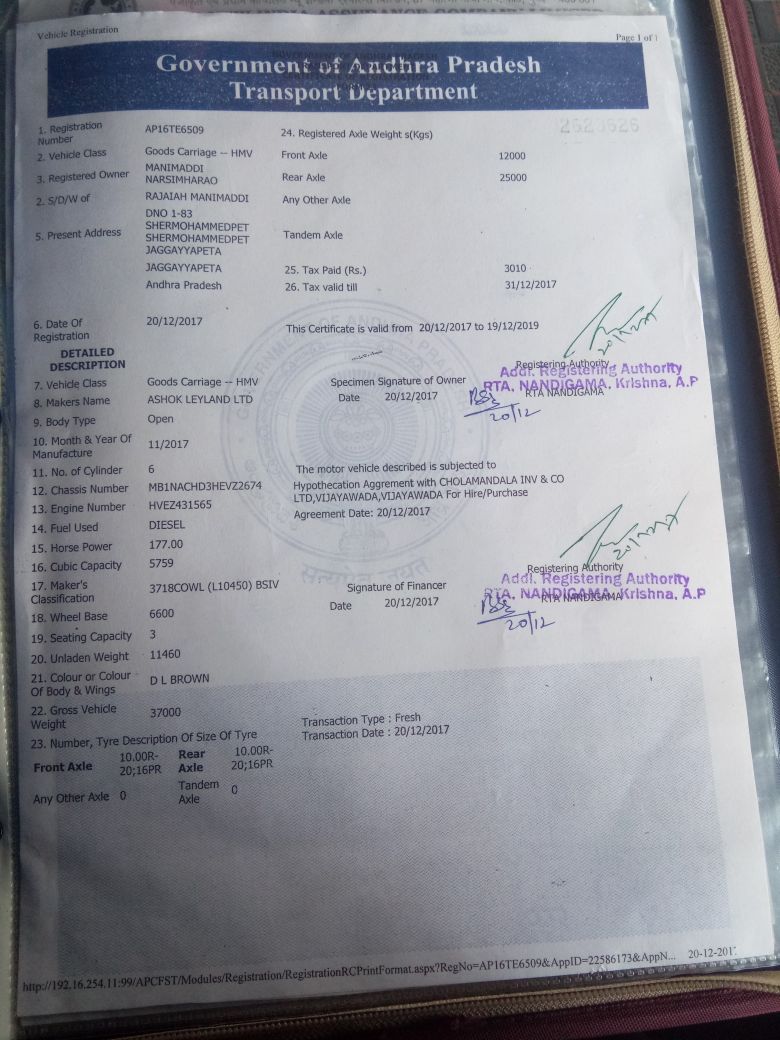 Vehicle Registration
Page 1 of 1
Government of Andhra Pradesh
Transport Department
2623626
1. Registration Number AP16TE6509
24. Registered Axle Weight s(Kgs)
2. Vehicle Class Goods Carriage -- HMV
Front Axle 12000
3. Registered Owner MANIMADDI NARSIMHARAO
Rear Axle 25000
2. S/D/W of RAJAIAH MANIMADDI
Any Other Axle
5. Present Address DNO 1-83
SHERMOHAMMEDPET
SHERMOHAMMEDPET
JAGGAYYAPETA
Tandem Axle
JAGGAYYAPETA
25. Tax Paid (Rs.) 3010
Andhra Pradesh
26. Tax valid till 31/12/2017
6. Date Of Registration 20/12/2017
This Certificate is valid from 20/12/2017 to 19/12/2019
DETAILED
DESCRIPTION
Registering Authority
Addl. Registering Authority
RTA, NANDIGAMA, Krishna, A.P
RTA NANDIGAMA
20/12
7. Vehicle Class Goods Carriage -- HMV
Specimen Signature of Owner
8. Makers Name ASHOK LEYLAND LTD
Date 20/12/2017
9. Body Type Open
10. Month & Year Of Manufacture 11/2017
11. No. of Cylinder 6
The motor vehicle described is subjected to
12. Chassis Number MB1NACHD3HEVZ2674
Hypothecation Aggrement with CHOLAMANDALA INV & CO
LTD,VIJAYAWADA,VIJAYAWADA For Hire/Purchase
13. Engine Number HVEZ431565
Agreement Date: 20/12/2017
14. Fuel Used DIESEL
15. Horse Power 177.00
16. Cubic Capacity 5759
Registering Authority
Addl. Registering Authority
RTA, NANDIGAMA, Krishna, A.P
RTA NANDIGAMA
20/12
17. Maker's Classification 3718COWL (L10450) BSIV
Signature of Financer
18. Wheel Base 6600
Date 20/12/2017
19. Seating Capacity 3
20. Unladen Weight 11460
21. Colour or Colour Of Body & Wings D L BROWN
22. Gross Vehicle Weight 37000
Transaction Type : Fresh
23. Number, Tyre Description Of Size Of Tyre
Transaction Date : 20/12/2017
Front Axle 10.00R-20;16PR Rear Axle 10.00R-20;16PR
Any Other Axle 0 Tandem Axle 0
http://192.16.254.11:99/APCFST/Modules/Registration/RegistrationRCPrintFormat.aspx?RegNo=AP16TE6509&AppID=22586173&AppN... 20-12-2017